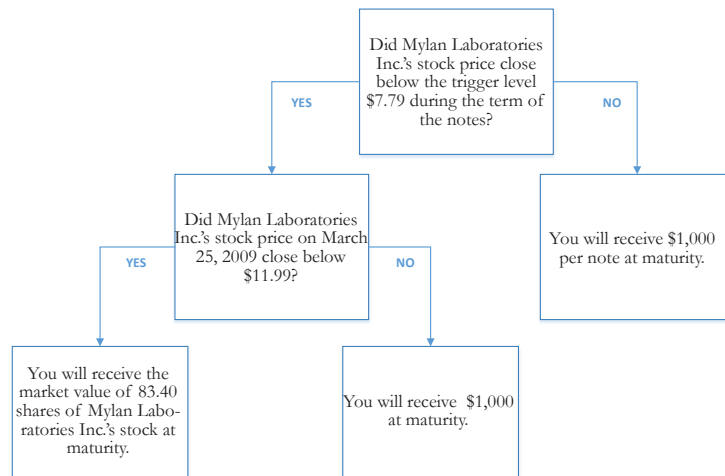 Did Mylan Laboratories
Inc.'s stock price close
below the trigger level
$7.79 during the term of
the notes?
YES
NO
Did Mylan Laboratories
Inc.'s stock price on March
25, 2009 close below
$11.99?
You will receive $1,000
per note at maturity.
YES
NO
You will receive the
market value of 83.40
shares of Mylan Labo-
ratories Inc.'s stock at
maturity.
You will receive $1,000
at maturity.